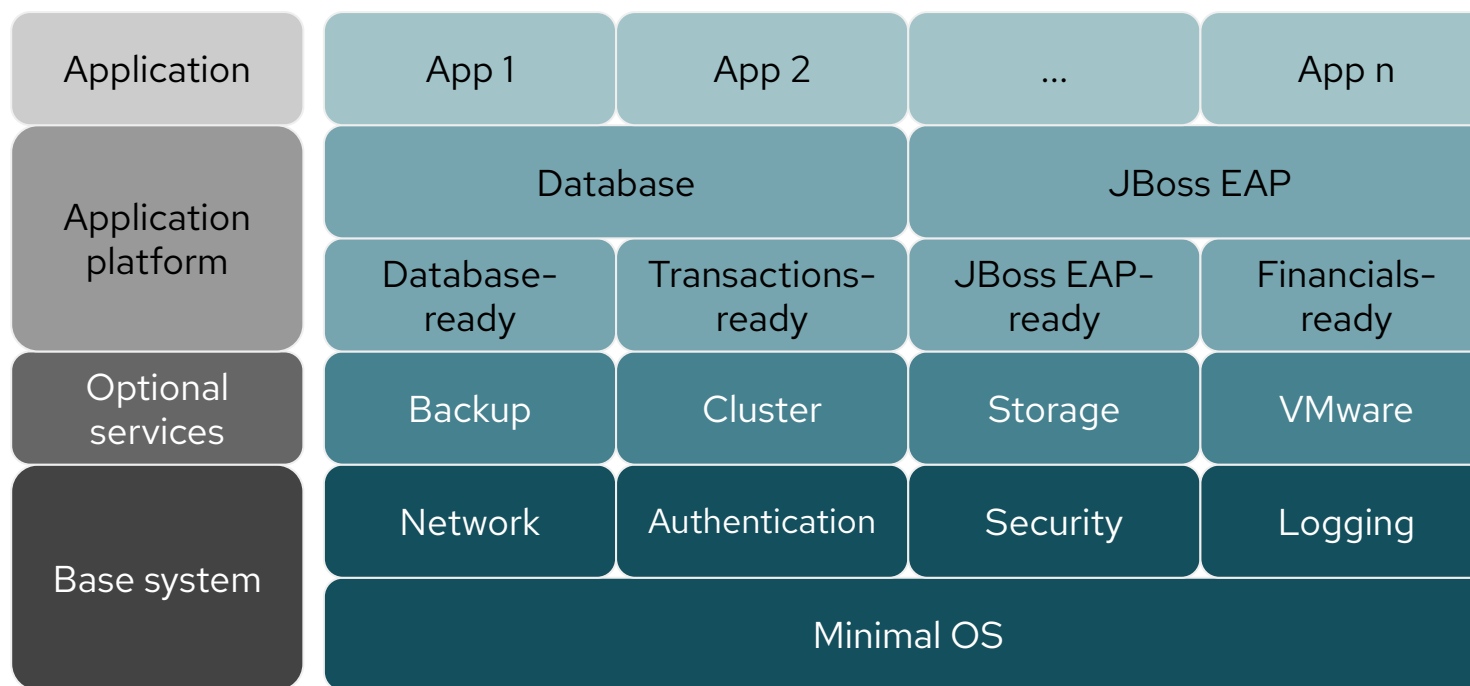 Application
App 1
App 2
...
App n
Application
platform
Database
JBoss EAP
Database-
ready
Transactions-
ready
JBoss EAP-
ready
Financials-
ready
Optional
services
Backup
Cluster
Storage
VMware
Base system
Network
Authentication
Security
Logging
Minimal OS